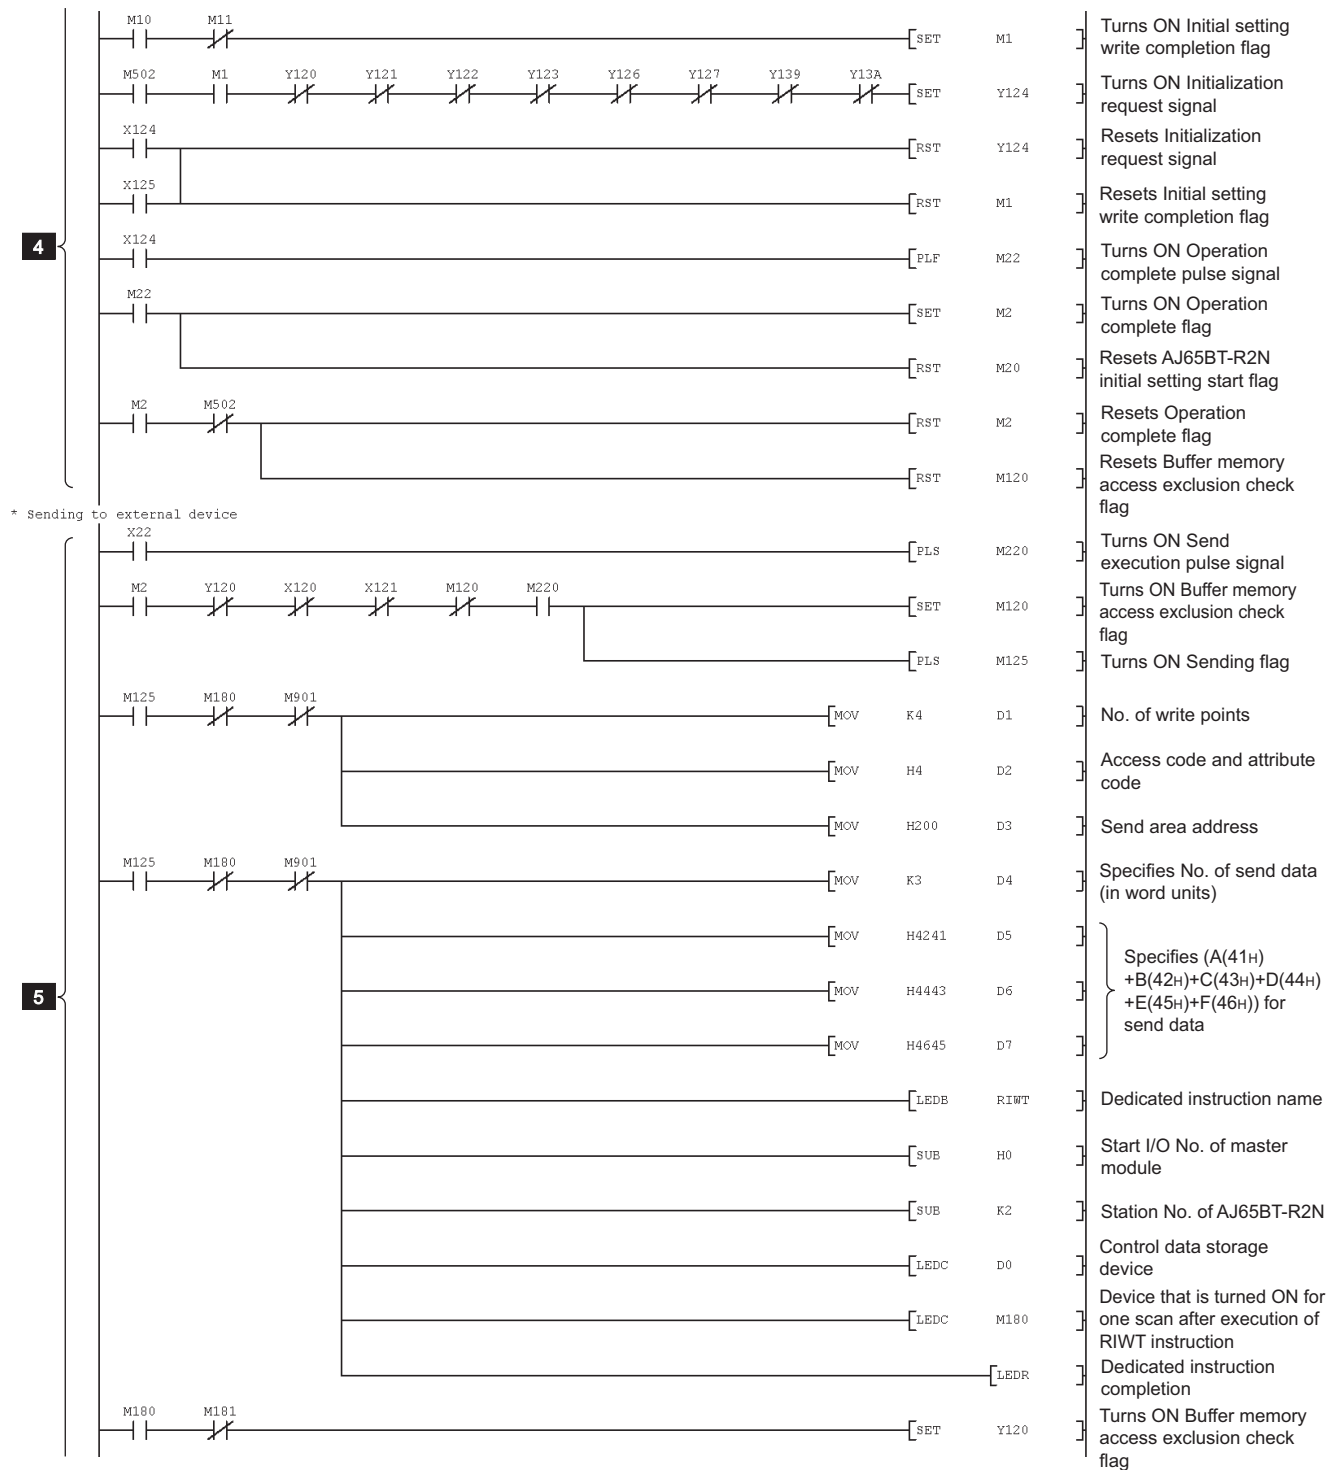 M10 M11
SET M1
Turns ON Initial setting
write completion flag
M502 M1 Y120 Y121 Y122 Y123 Y126 Y127 Y139 Y13A
SET Y124
Turns ON Initialization
request signal
X124
RST Y124
Resets Initialization
request signal
X125
RST M1
Resets Initial setting
write completion flag
4
X124
PLF M22
Turns ON Operation
complete pulse signal
M22
SET M2
Turns ON Operation
complete flag
RST M20
Resets AJ65BT-R2N
initial setting start flag
M2 M502
RST M2
Resets Operation
complete flag
RST M120
Resets Buffer memory
access exclusion check
flag
* Sending to external device
X22
PLS M220
Turns ON Send
execution pulse signal
M2 Y120 X120 X121 M120 M220
SET M120
Turns ON Buffer memory
access exclusion check
flag
PLS M125
Turns ON Sending flag
M125 M180 M901
MOV K4 D1
No. of write points
MOV H4 D2
Access code and attribute
code
MOV H200 D3
Send area address
M125 M180 M901
MOV K3 D4
Specifies No. of send data
(in word units)
MOV H4241 D5
5
MOV H4443 D6
MOV H4645 D7
Specifies (A(41H)
+B(42H)+C(43H)+D(44H)
+E(45H)+F(46H)) for
send data
LEDB RIWT
Dedicated instruction name
SUB H0
Start I/O No. of master
module
SUB K2
Station No. of AJ65BT-R2N
LEDC D0
Control data storage
device
LEDC M180
Device that is turned ON for
one scan after execution of
RIWT instruction
LEDR
Dedicated instruction
completion
M180 M181
SET Y120
Turns ON Buffer memory
access exclusion check
flag